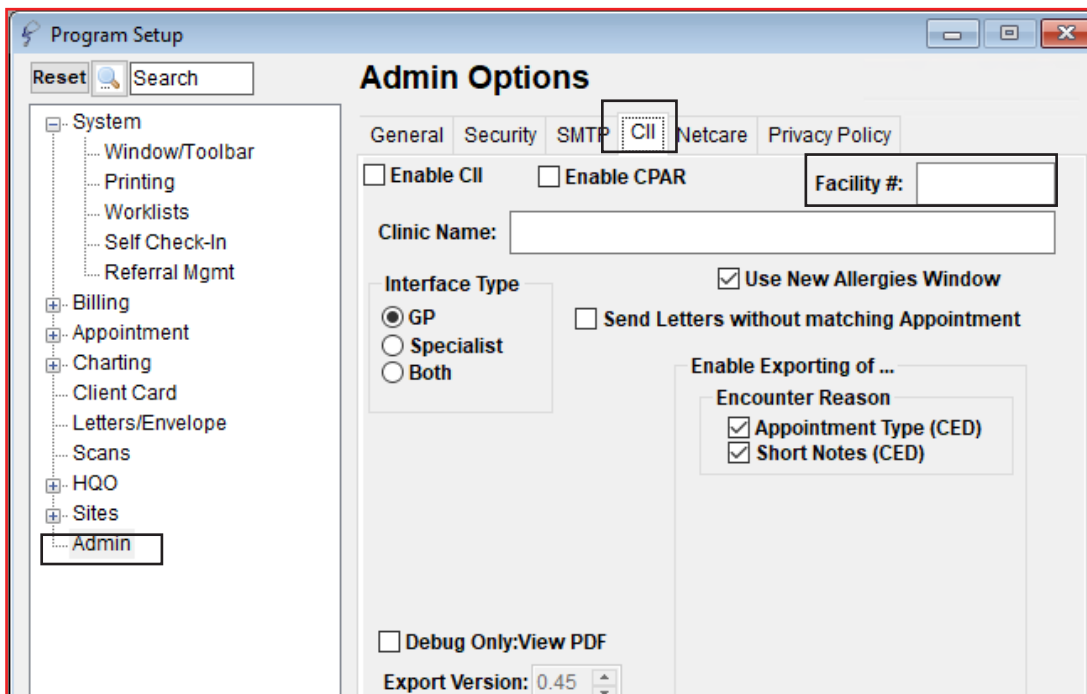 Program Setup
Reset Search
Admin Options
System
Window/Toolbar
Printing
Worklists
Self Check-In
Referral Mgmt
Billing
Appointment
Charting
Client Card
Letters/Envelope
Scans
HQO
Sites
Admin
General Security SMTP CII Netcare Privacy Policy
Enable CII Enable CPAR Facility #:
Clinic Name:
Interface Type
GP
Specialist
Both
Use New Allergies Window
Send Letters without matching Appointment
Enable Exporting of ...
Encounter Reason
Appointment Type (CED)
Short Notes (CED)
Debug Only:View PDF
Export Version: 0.45